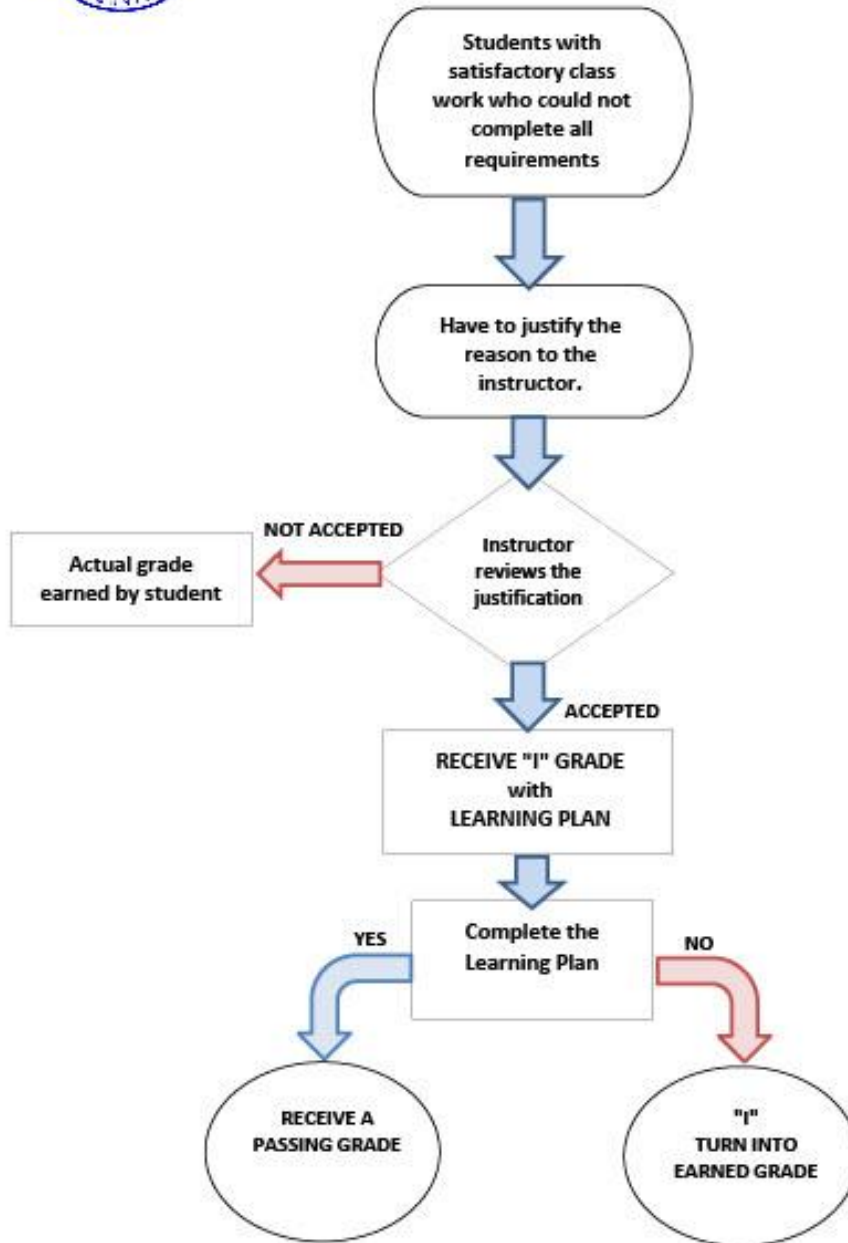 Students with
satisfactory class
work who could not
complete all
requirements
Have to justify the
reason to the
instructor.
NOT ACCEPTED
Actual grade
earned by student
Instructor
reviews the
justification
ACCEPTED
RECEIVE "I" GRADE
with
LEARNING PLAN
Complete the
Learning Plan
YES
NO
RECEIVE A
PASSING GRADE
"I"
TURN INTO
EARNED GRADE